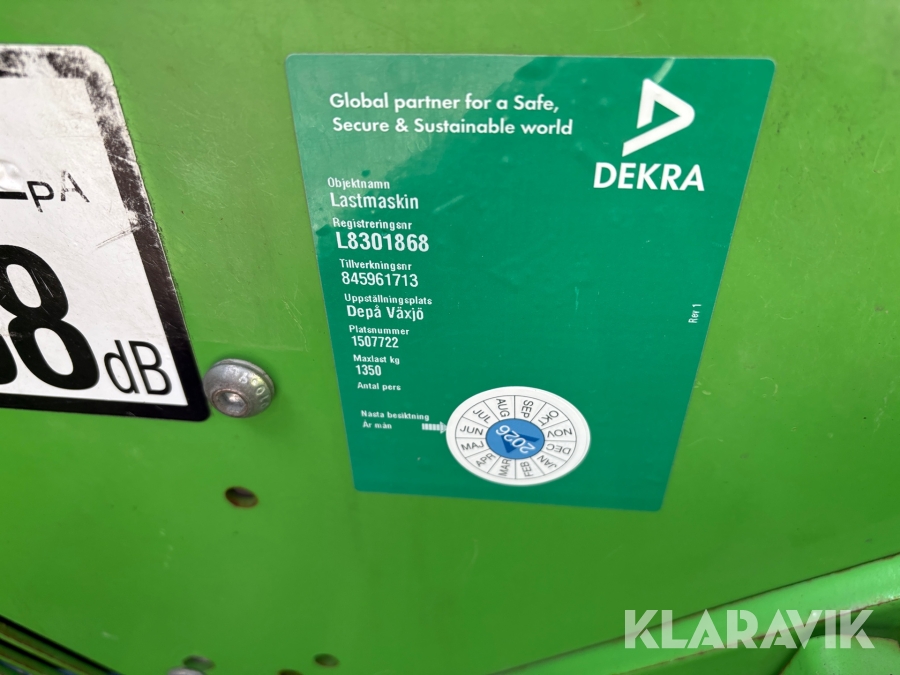 Global partner for a Safe,
Secure & Sustainable world
DEKRA
Objektnamn
Lastmaskin
Registreringsnr
L8301868
Tillverkningsnr
845961713
Uppställningsplats
Depå Växjö
Platsnummer
1507722
Maxlast kg
1350
Antal pers
Nästa besiktning
År mån
JAN
FEB
MAR
APR
MAJ
JUN
JUL
AUG
SEP
OKT
NOV
DEC
2026
Rev 1
pA
8
dB
KLARAVIK